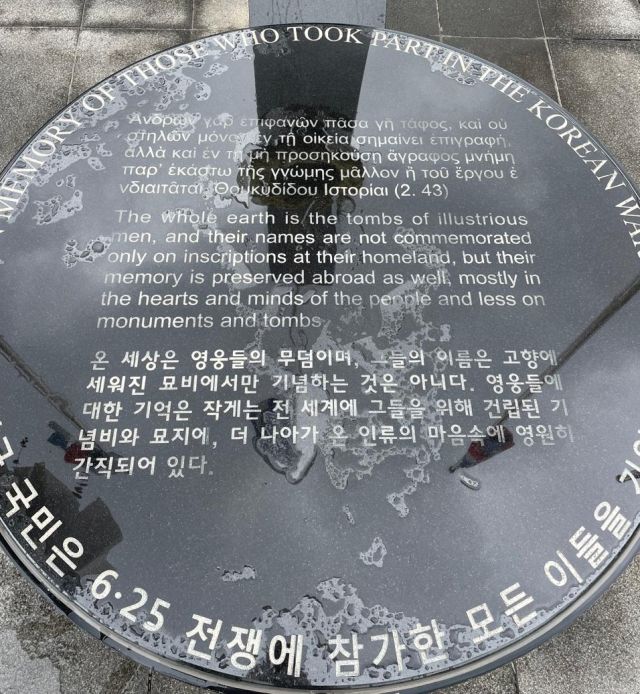 MEMORY OF THOSE WHO TOOK PART IN THE KOREAN WAR
Ἀνδρῶν γὰρ ἐπιφανῶν πᾶσα γῆ τάφος, καὶ οὐ
στηλῶν μόνον ἐν τῇ οἰκείᾳ σημαίνει ἐπιγραφή,
ἀλλὰ καὶ ἐν τῇ μὴ προσηκούσῃ ἄγραφος μνήμη
παρ' ἑκάστω τῆς γνώμης μᾶλλον ἢ τοῦ ἔργου ἐ
νδιαιτᾶται. Θουκυδίδου Ἱστορίαι (2. 43)
The whole earth is the tombs of illustrious
men, and their names are not commemorated
only on inscriptions at their homeland, but their
memory is preserved abroad as well, mostly in
the hearts and minds of the people and less on
monuments and tombs
온 세상은 영웅들의 무덤이며, 그들의 이름은 고향에
세워진 묘비에서만 기념하는 것은 아니다. 영웅들에
대한 기억은 작게는 전 세계에 그들을 위해 건립된 기
념비와 묘지에, 더 나아가 온 인류의 마음속에 영원히
간직되어 있다.
국민은 6·25 전쟁에 참가한 모든 이들을